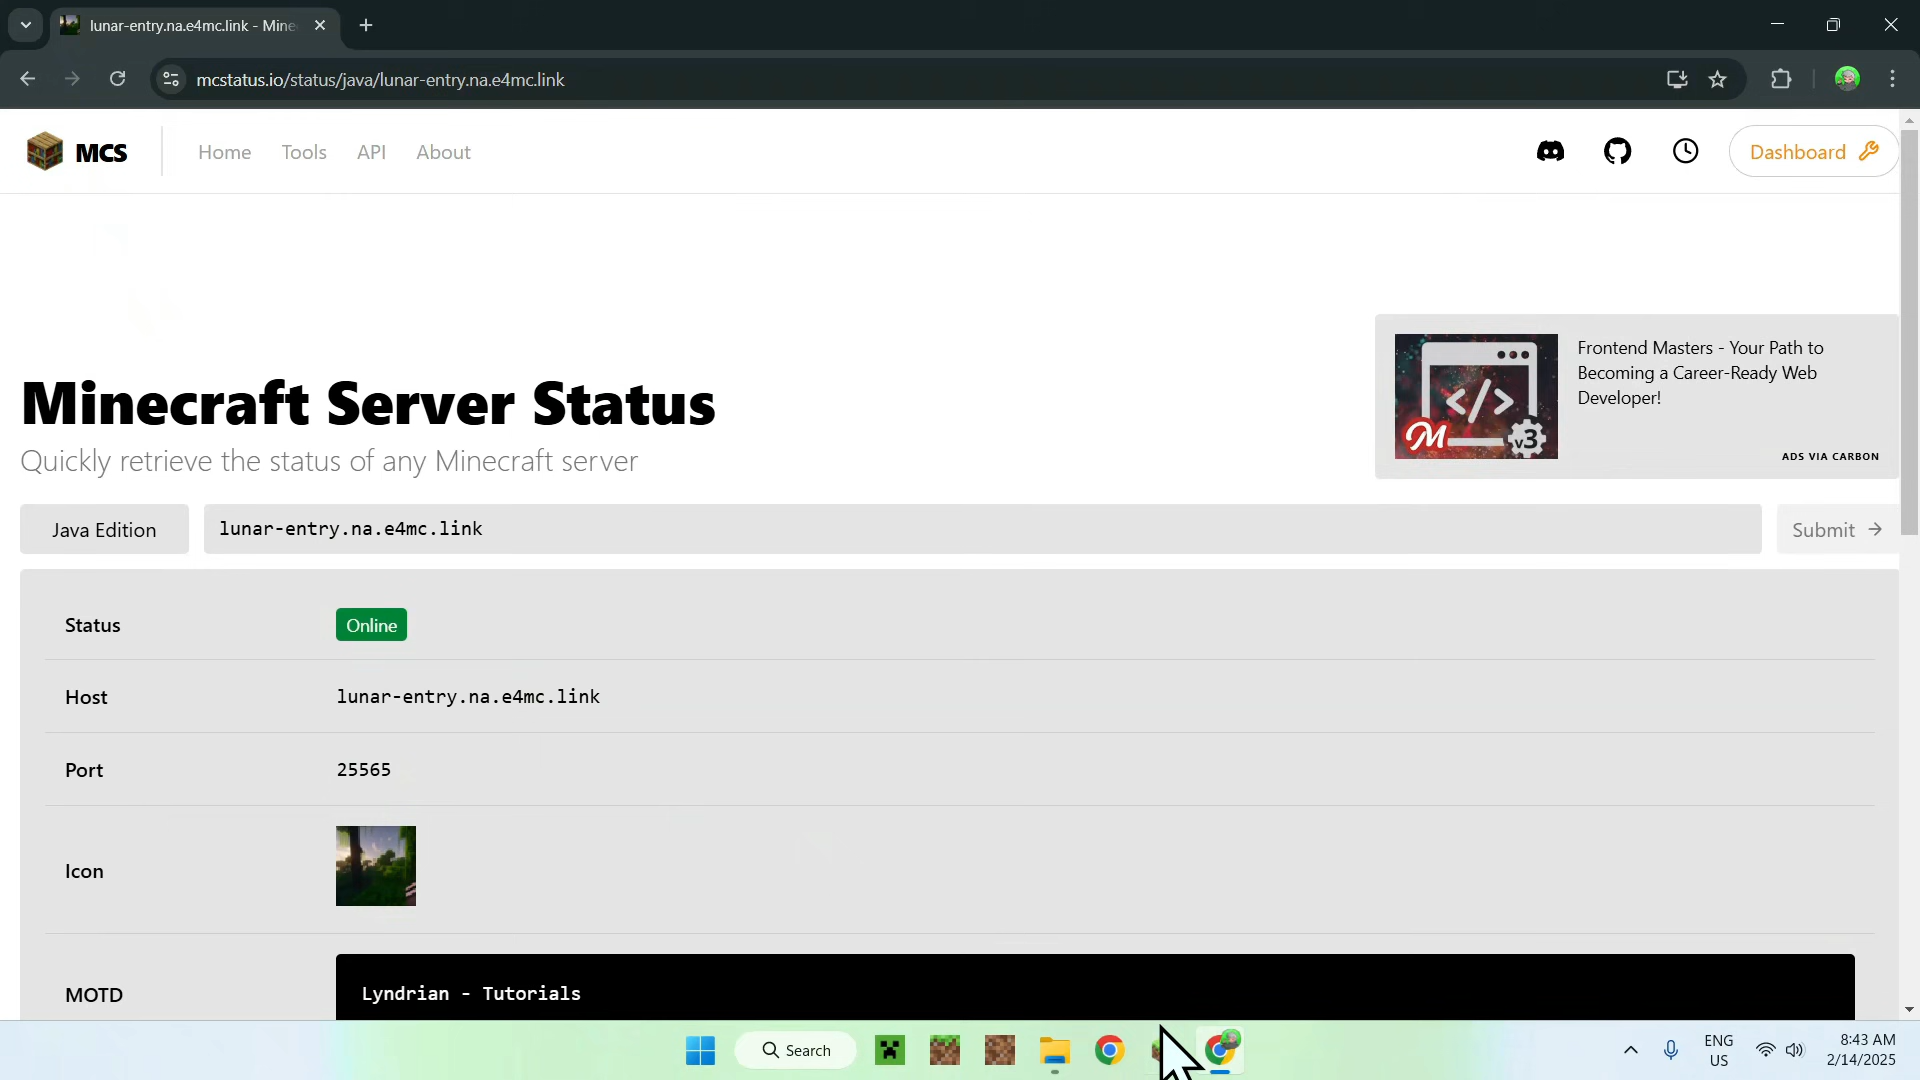 lunar-entry.na.e4mc.link - Mine
mcstatus.io/status/java/lunar-entry.na.e4mc.link
MCS
Home
Tools
API
About
Dashboard
Frontend Masters - Your Path to
Becoming a Career-Ready Web
Developer!
M
</>
v3
ADS VIA CARBON
Minecraft Server Status
Quickly retrieve the status of any Minecraft server
Java Edition
lunar-entry.na.e4mc.link
Submit →
Status
Online
Host
lunar-entry.na.e4mc.link
Port
25565
Icon
MOTD
Lyndrian - Tutorials
Search
ENG
US
8:43 AM
2/14/2025